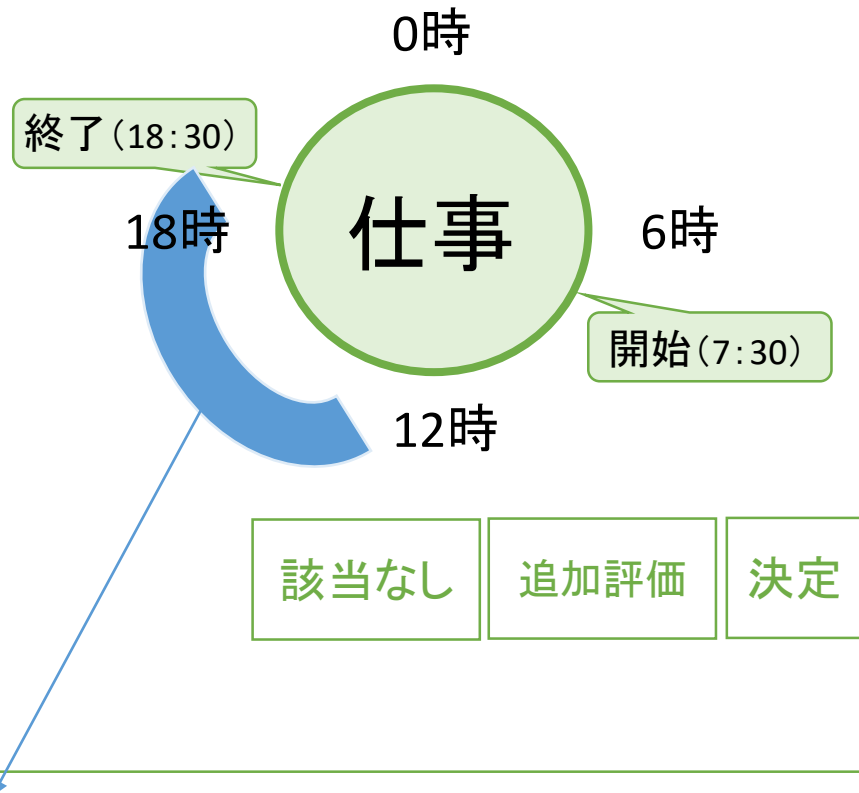 0時
終了（18：30）
18時
仕事
6時
開始（7：30）
12時
該当なし
追加評価
決定